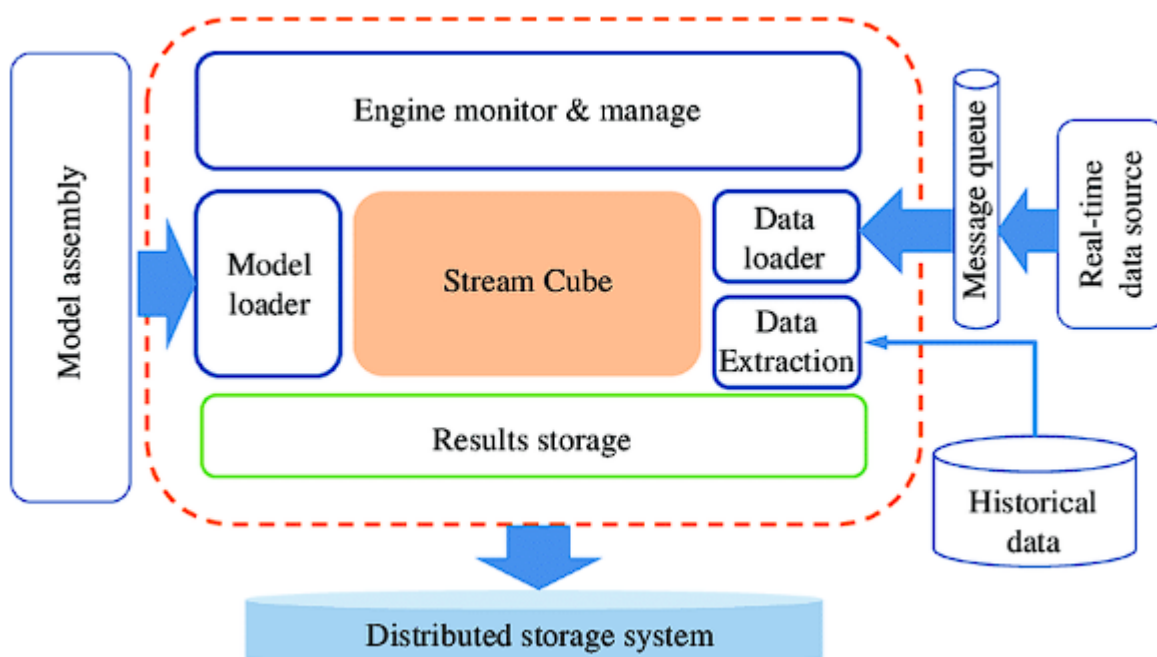 Engine monitor & manage
Model assembly
Model
loader
Stream Cube
Data
loader
Data
Extraction
Message queue
Real-time
data source
Results storage
Historical
data
Distributed storage system